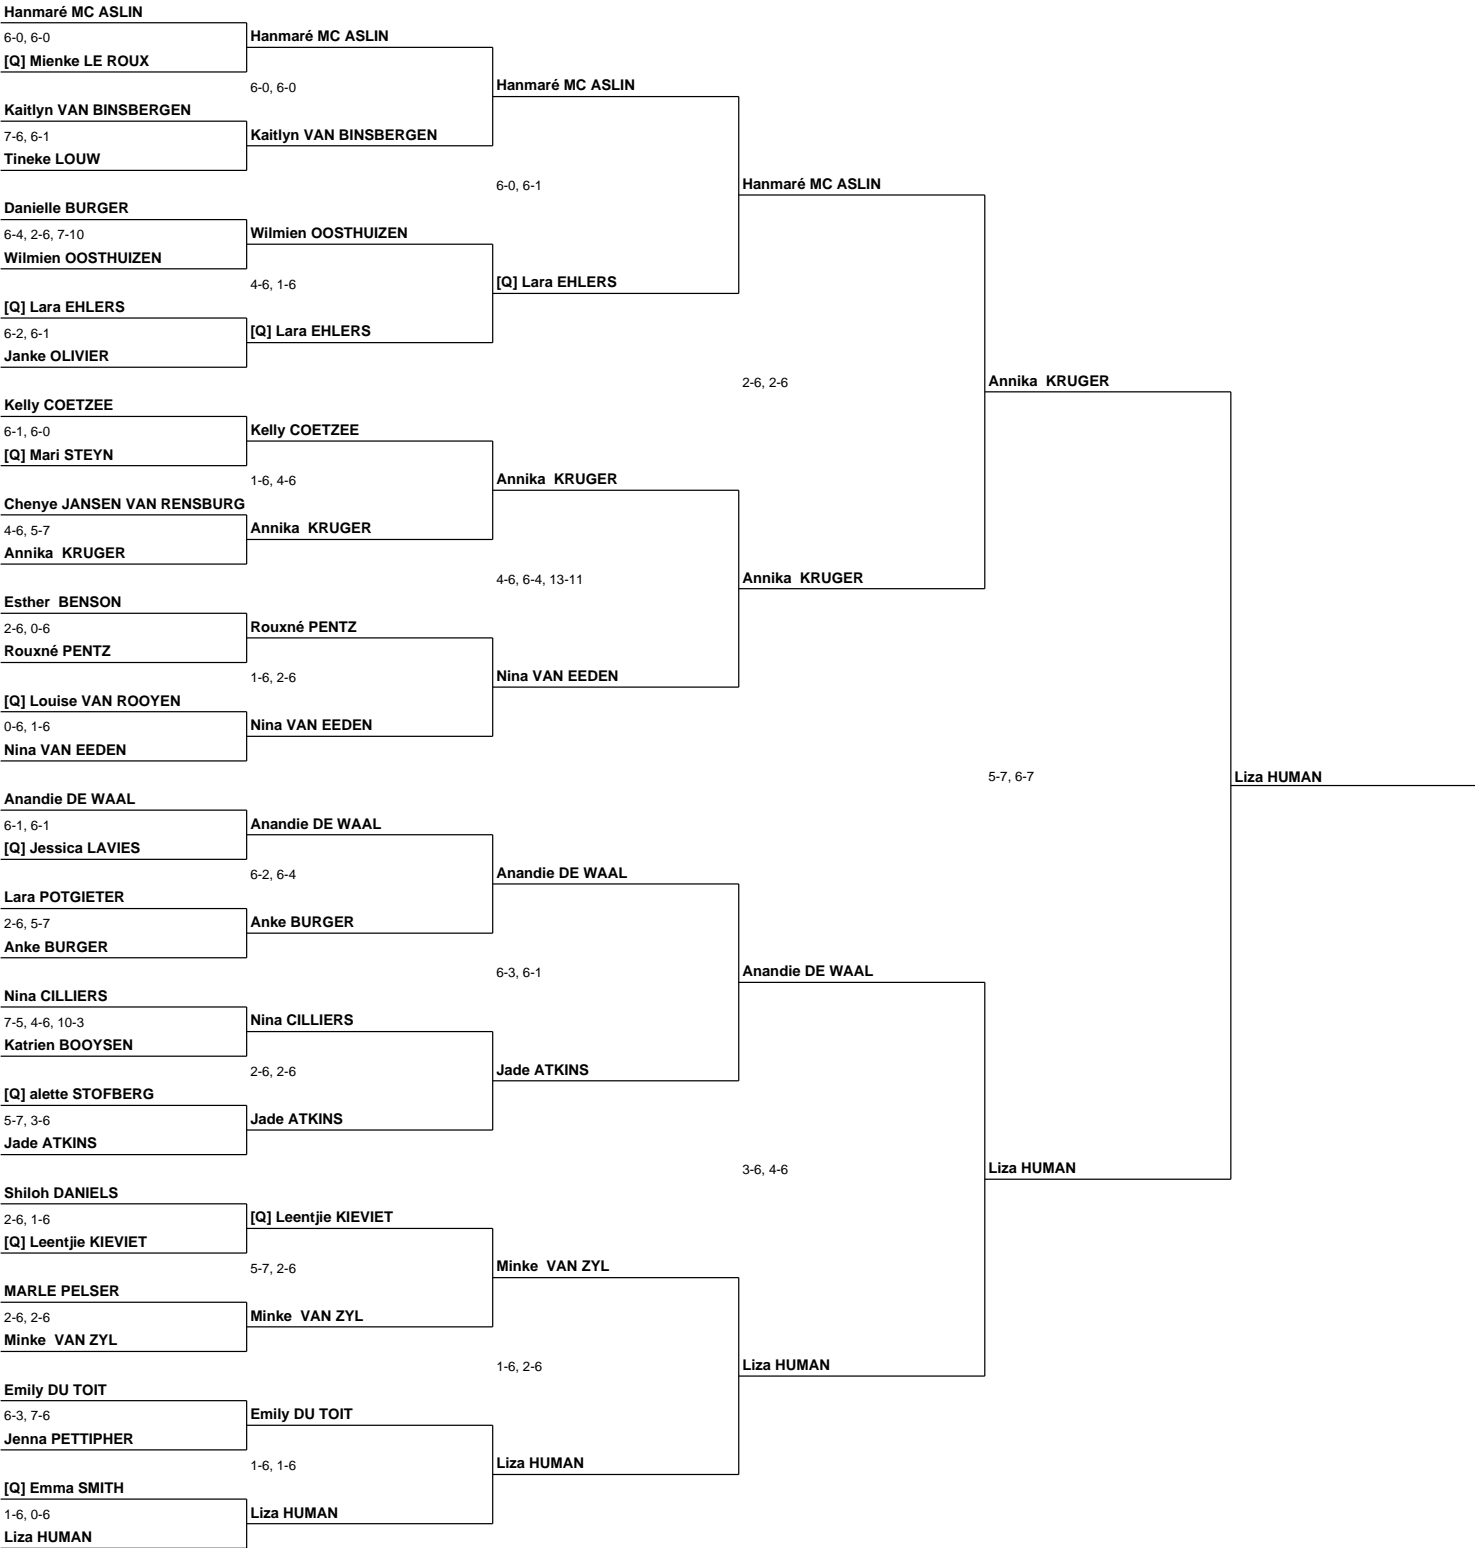 Hanmaré MC ASLIN
6-0, 6-0
[Q] Mienke LE ROUX
Kaitlyn VAN BINSBERGEN
7-6, 6-1
Tineke LOUW
Danielle BURGER
6-4, 2-6, 7-10
Wilmien OOSTHUIZEN
[Q] Lara EHLERS
6-2, 6-1
Janke OLIVIER
Kelly COETZEE
6-1, 6-0
[Q] Mari STEYN
Chenye JANSEN VAN RENSBURG
4-6, 5-7
Annika  KRUGER
Esther  BENSON
2-6, 0-6
Rouxné PENTZ
[Q] Louise VAN ROOYEN
0-6, 1-6
Nina VAN EEDEN
Anandie DE WAAL
6-1, 6-1
[Q] Jessica LAVIES
Lara POTGIETER
2-6, 5-7
Anke BURGER
Nina CILLIERS
7-5, 4-6, 10-3
Katrien BOOYSEN
[Q] alette STOFBERG
5-7, 3-6
Jade ATKINS
Shiloh DANIELS
2-6, 1-6
[Q] Leentjie KIEVIET
MARLE PELSER
2-6, 2-6
Minke  VAN ZYL
Emily DU TOIT
6-3, 7-6
Jenna PETTIPHER
[Q] Emma SMITH
1-6, 0-6
Liza HUMAN
Hanmaré MC ASLIN
6-0, 6-0
Kaitlyn VAN BINSBERGEN
Wilmien OOSTHUIZEN
4-6, 1-6
[Q] Lara EHLERS
Kelly COETZEE
1-6, 4-6
Annika  KRUGER
Rouxné PENTZ
1-6, 2-6
Nina VAN EEDEN
Anandie DE WAAL
6-2, 6-4
Anke BURGER
Nina CILLIERS
2-6, 2-6
Jade ATKINS
[Q] Leentjie KIEVIET
5-7, 2-6
Minke  VAN ZYL
Emily DU TOIT
1-6, 1-6
Liza HUMAN
Hanmaré MC ASLIN
6-0, 6-1
[Q] Lara EHLERS
Annika  KRUGER
4-6, 6-4, 13-11
Nina VAN EEDEN
Anandie DE WAAL
6-3, 6-1
Jade ATKINS
Minke  VAN ZYL
1-6, 2-6
Liza HUMAN
Hanmaré MC ASLIN
2-6, 2-6
Annika  KRUGER
Anandie DE WAAL
3-6, 4-6
Liza HUMAN
Annika  KRUGER
5-7, 6-7
Liza HUMAN
Liza HUMAN